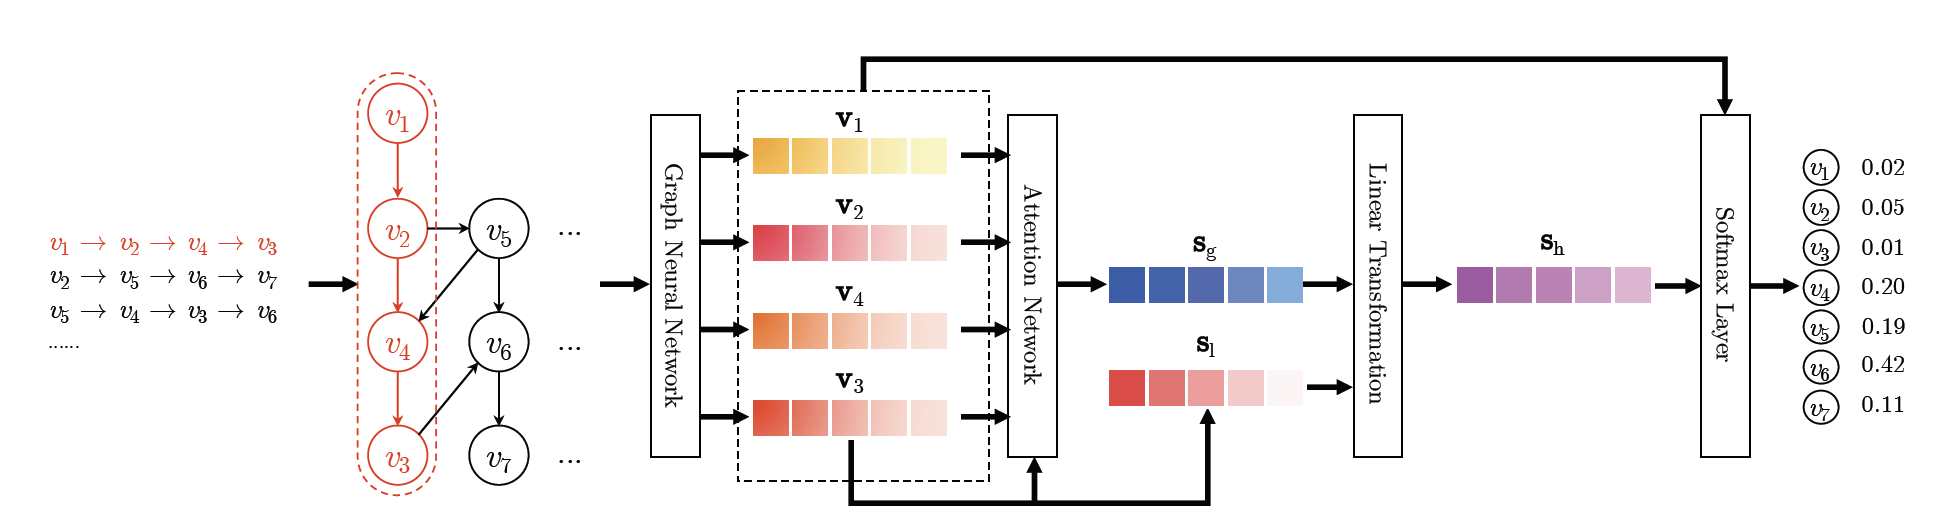 v1 → v2 → v4 → v3
v2 → v5 → v6 → v7
v5 → v4 → v3 → v6
......
v1
v2
v4
v3
v5
v6
v7
...
...
...
Graph Neural Network
v1
v2
v4
v3
Attention Network
sg
sl
Linear Transformation
sh
Softmax Layer
v1 0.02
v2 0.05
v3 0.01
v4 0.20
v5 0.19
v6 0.42
v7 0.11